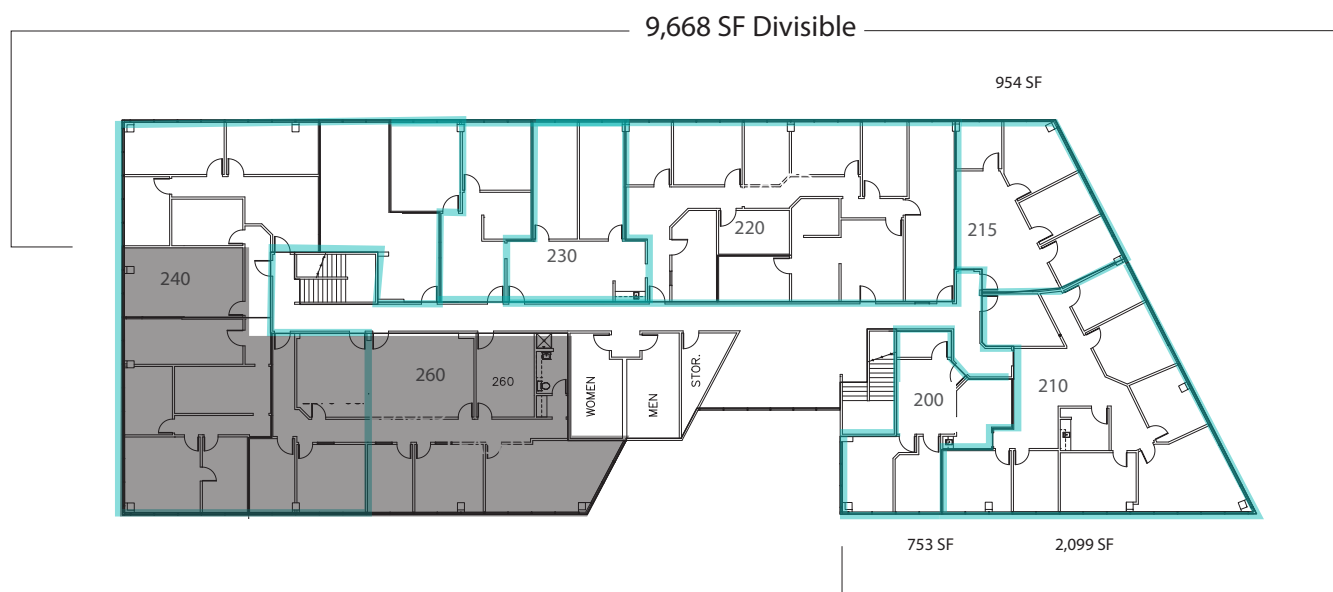 9,668 SF Divisible
954 SF
240
230
220
215
260
260
WOMEN
MEN
STOR.
200
210
753 SF
2,099 SF